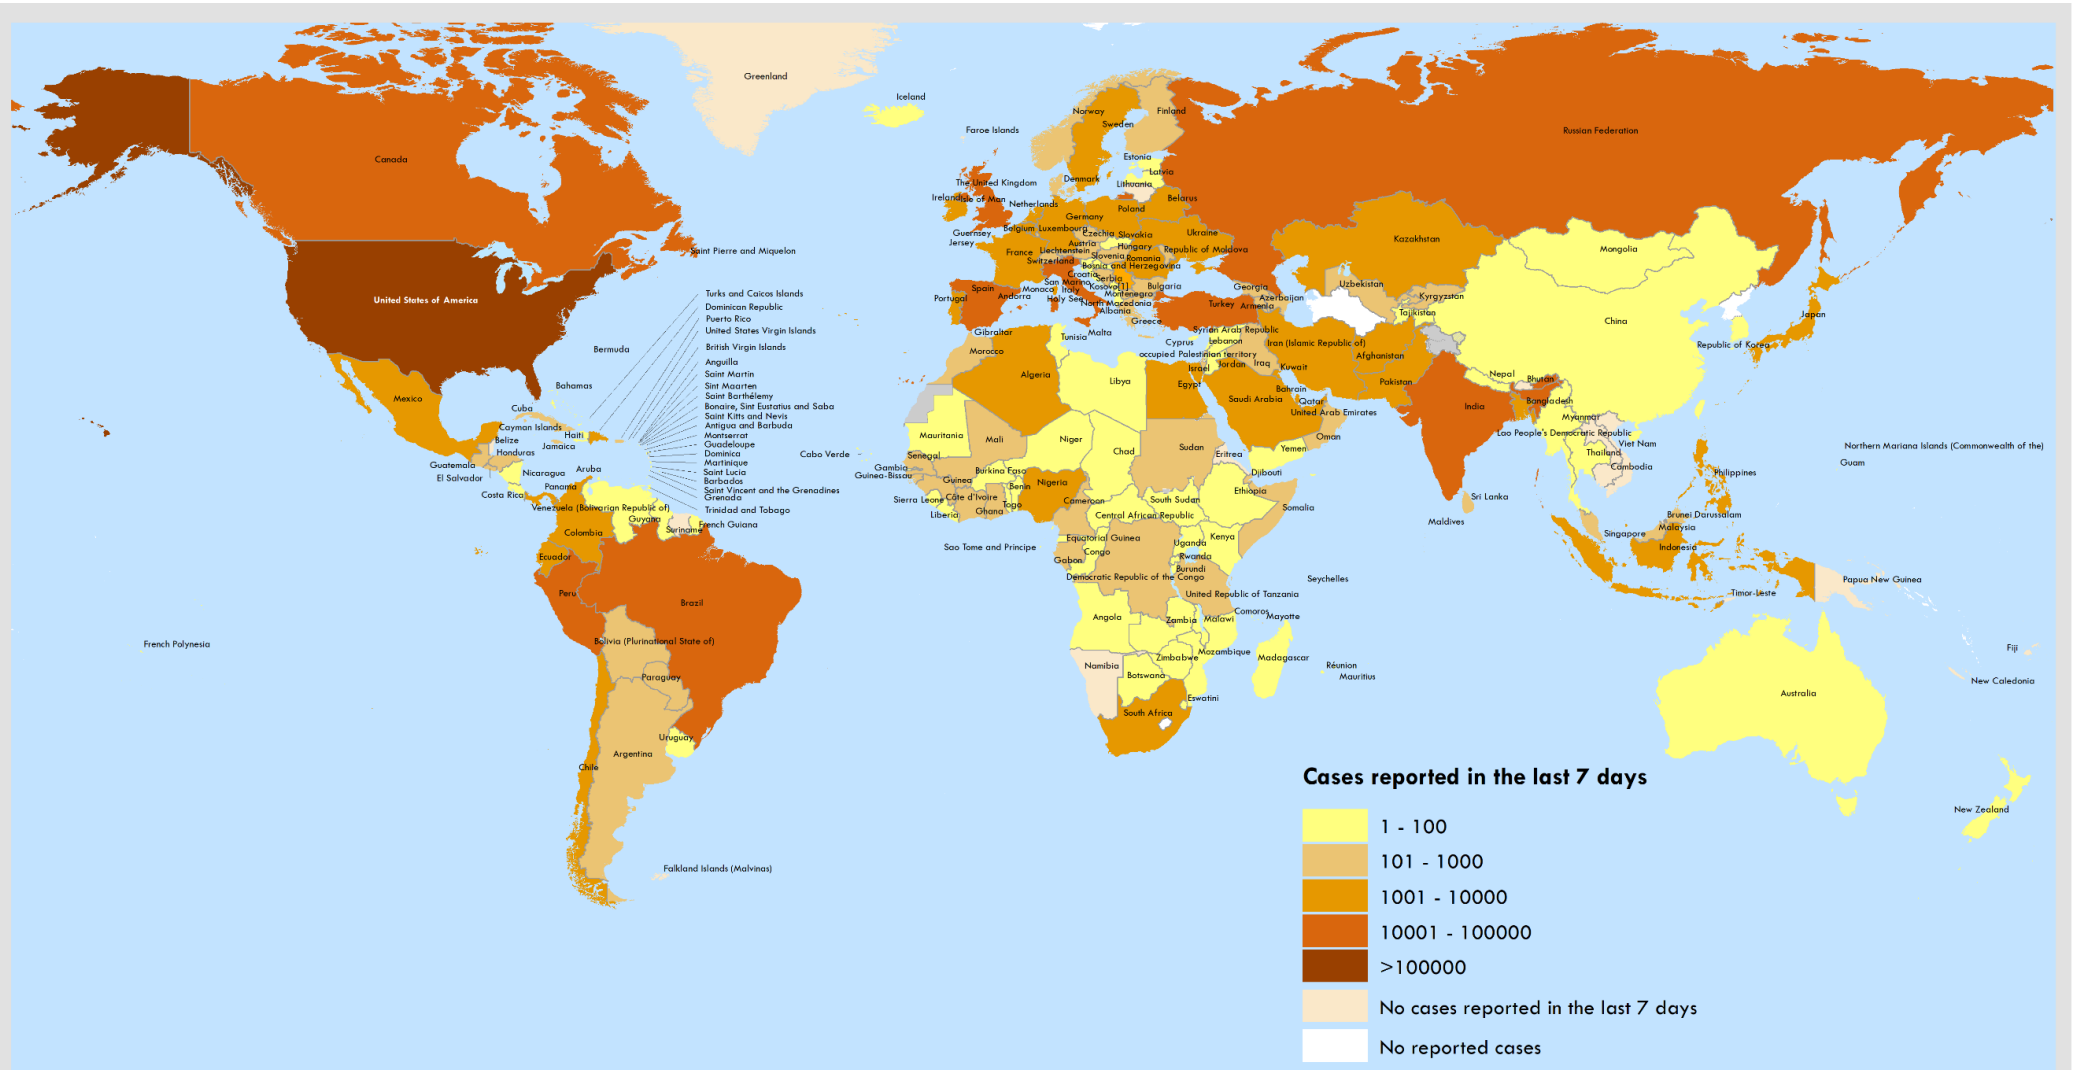 Greenland
Iceland
Faroe Islands
Norway
Finland
Sweden
Russian Federation
Canada
Estonia
Latvia
Denmark
Lithuania
The United Kingdom
Ireland
Isle of Man
Netherlands
Belarus
Poland
Germany
Guernsey
Jersey
Belgium
Luxembourg
Czechia
Slovakia
Ukraine
Kazakhstan
Mongolia
Saint Pierre and Miquelon
France
Liechtenstein
Austria
Hungary
Republic of Moldova
Switzerland
Slovenia
Romania
Bosnia and Herzegovina
Croatia
Serbia
San Marino
Kosovo[1]
Bulgaria
Georgia
Uzbekistan
Spain
Andorra
Monaco
Italy
Montenegro
Azerbaijan
Kyrgyzstan
Portugal
Holy See
North Macedonia
Turkey
Armenia
Tajikistan
Albania
United States of America
Turks and Caicos Islands
Dominican Republic
Puerto Rico
United States Virgin Islands
British Virgin Islands
Anguilla
Saint Martin
Sint Maarten
Saint Barthélemy
Bonaire, Sint Eustatius and Saba
Saint Kitts and Nevis
Antigua and Barbuda
Montserrat
Guadeloupe
Dominica
Martinique
Saint Lucia
Barbados
Saint Vincent and the Grenadines
Grenada
Trinidad and Tobago
Greece
China
Japan
Gibraltar
Tunisia
Malta
Syrian Arab Republic
Cyprus
Lebanon
Iran (Islamic Republic of)
Republic of Korea
Bermuda
Morocco
occupied Palestinian territory
Afghanistan
Israel
Jordan
Iraq
Kuwait
Algeria
Libya
Egypt
Pakistan
Nepal
Bhutan
Bahamas
Bahrain
Mexico
Saudi Arabia
Qatar
United Arab Emirates
India
Bangladesh
Cuba
Myanmar
Cayman Islands
Haiti
Belize
Jamaica
Honduras
Mauritania
Mali
Niger
Chad
Sudan
Oman
Yemen
Eritrea
Lao People's Democratic Republic
Viet Nam
Thailand
Northern Mariana Islands (Commonwealth of the)
Guam
Cabo Verde
Guatemala
El Salvador
Nicaragua
Aruba
Senegal
Gambia
Guinea-Bissau
Burkina Faso
Guinea
Benin
Nigeria
Djibouti
Cambodia
Philippines
Costa Rica
Panama
Venezuela (Bolivarian Republic of)
Sierra Leone
Côte d'Ivoire
Togo
Ghana
Liberia
Cameroon
South Sudan
Ethiopia
Central African Republic
Somalia
Sri Lanka
Maldives
Brunei Darussalam
Malaysia
Singapore
Guyana
Suriname
French Guiana
Colombia
Ecuador
Sao Tome and Principe
Equatorial Guinea
Gabon
Congo
Uganda
Kenya
Rwanda
Burundi
Indonesia
Democratic Republic of the Congo
Seychelles
Papua New Guinea
Timor-Leste
Peru
Brazil
United Republic of Tanzania
Comoros
Mayotte
Angola
Zambia
Malawi
French Polynesia
Bolivia (Plurinational State of)
Mozambique
Zimbabwe
Madagascar
Namibia
Botswana
Réunion
Mauritius
Fiji
New Caledonia
Paraguay
Eswatini
South Africa
Australia
Uruguay
Argentina
Chile
New Zealand
Falkland Islands (Malvinas)
Cases reported in the last 7 days
1 - 100
101 - 1000
1001 - 10000
10001 - 100000
>100000
No cases reported in the last 7 days
No reported cases